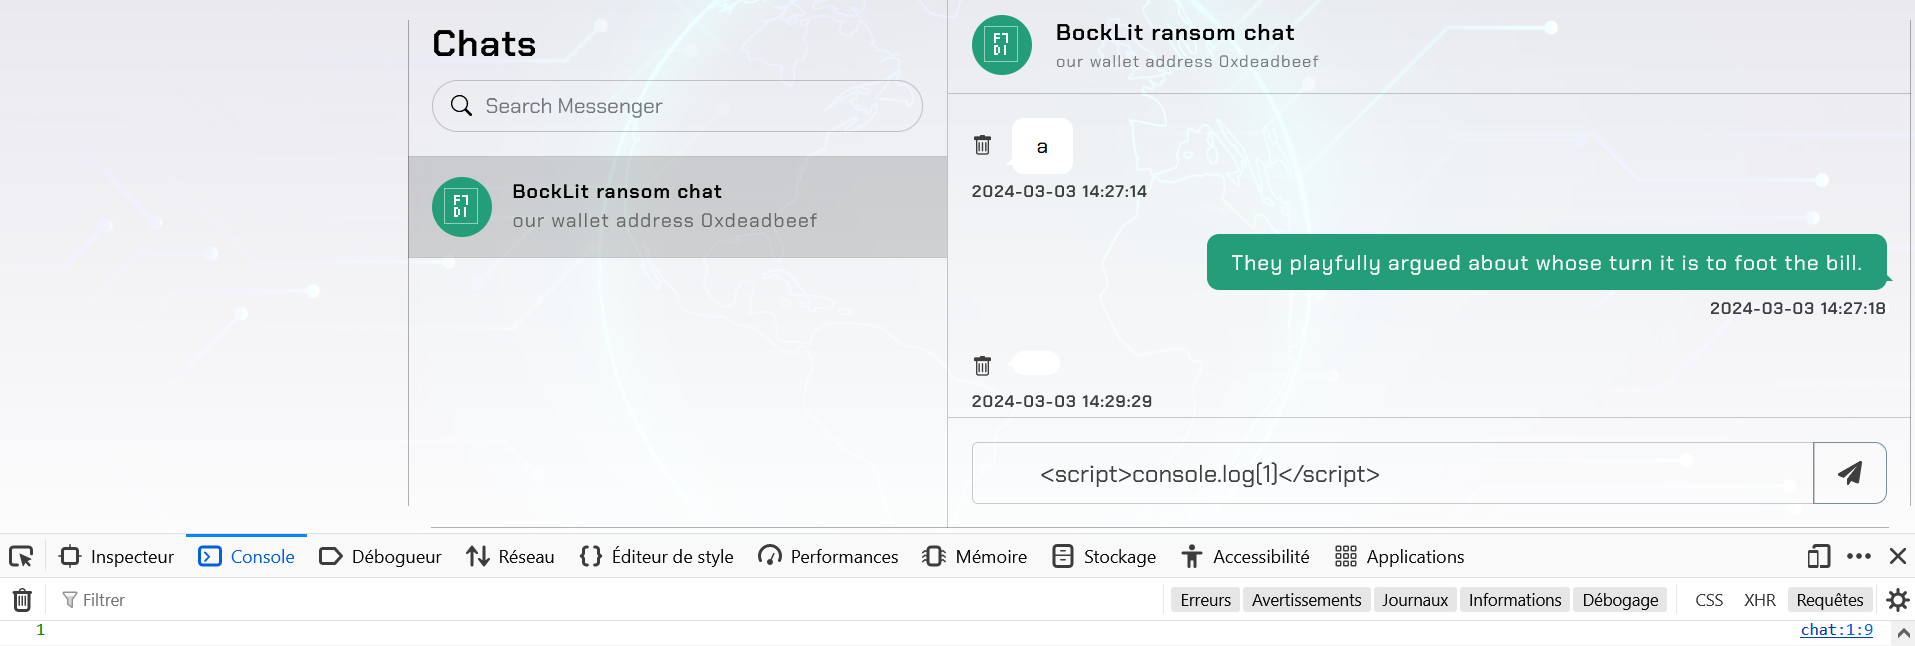 Chats
Search Messenger
F7
DI
BockLit ransom chat
our wallet address 0xdeadbeef
F7
DI
BockLit ransom chat
our wallet address 0xdeadbeef
a
2024-03-03 14:27:14
They playfully argued about whose turn it is to foot the bill.
2024-03-03 14:27:18
2024-03-03 14:29:29
<script>console.log(1)</script>
Inspecteur Console Débogueur Réseau Éditeur de style Performances Mémoire Stockage Accessibilité Applications
Filtrer Erreurs Avertissements Journaux Informations Débogage CSS XHR Requêtes
1 chat:1:9